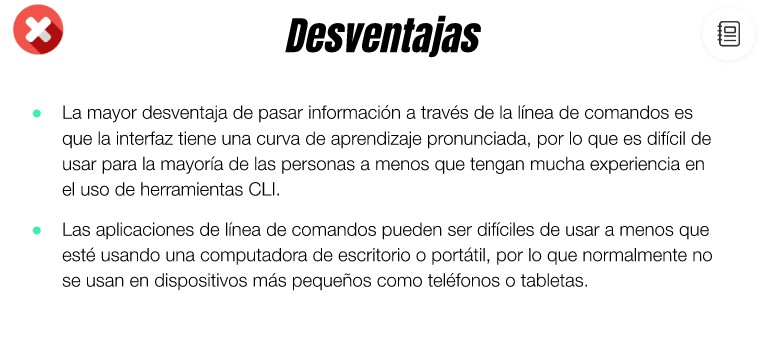 Desventajas
La mayor desventaja de pasar información a través de la línea de comandos es
que la interfaz tiene una curva de aprendizaje pronunciada, por lo que es difícil de
usar para la mayoría de las personas a menos que tengan mucha experiencia en
el uso de herramientas CLI.
Las aplicaciones de línea de comandos pueden ser difíciles de usar a menos que
esté usando una computadora de escritorio o portátil, por lo que normalmente no
se usan en dispositivos más pequeños como teléfonos o tabletas.